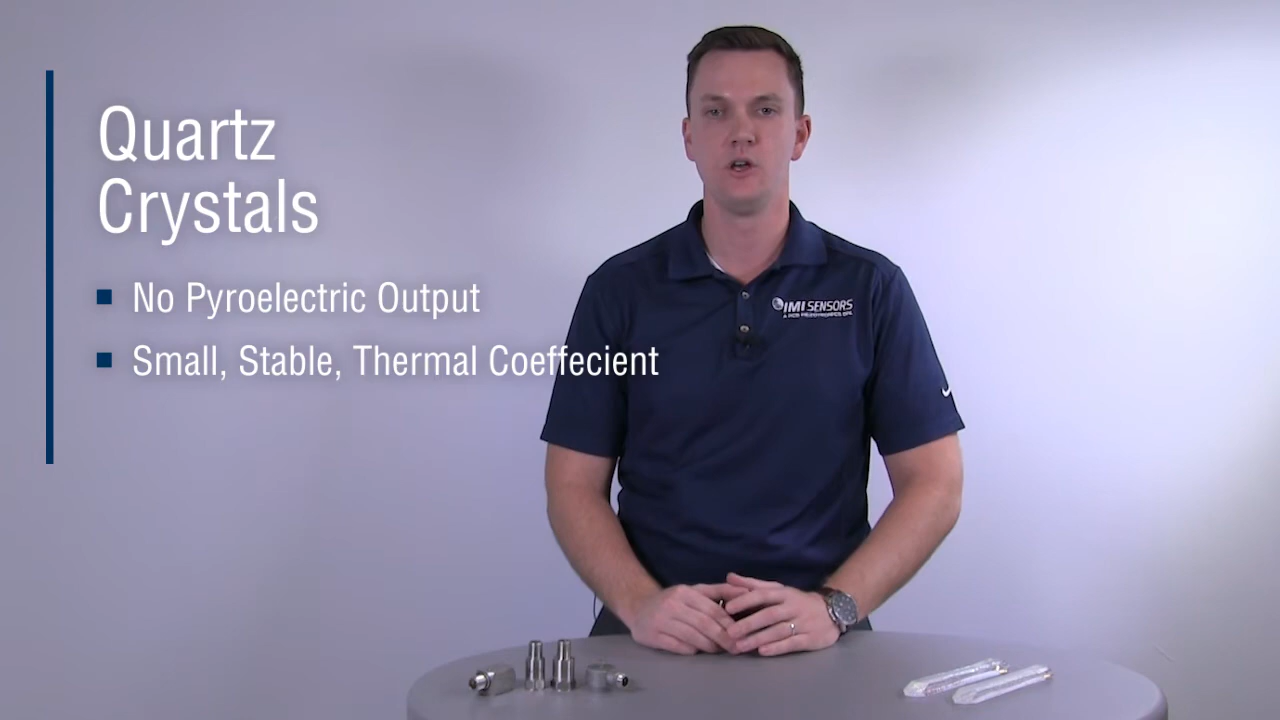 Quartz
Crystals
No Pyroelectric Output
Small, Stable, Thermal Coeffecient
IMI SENSORS